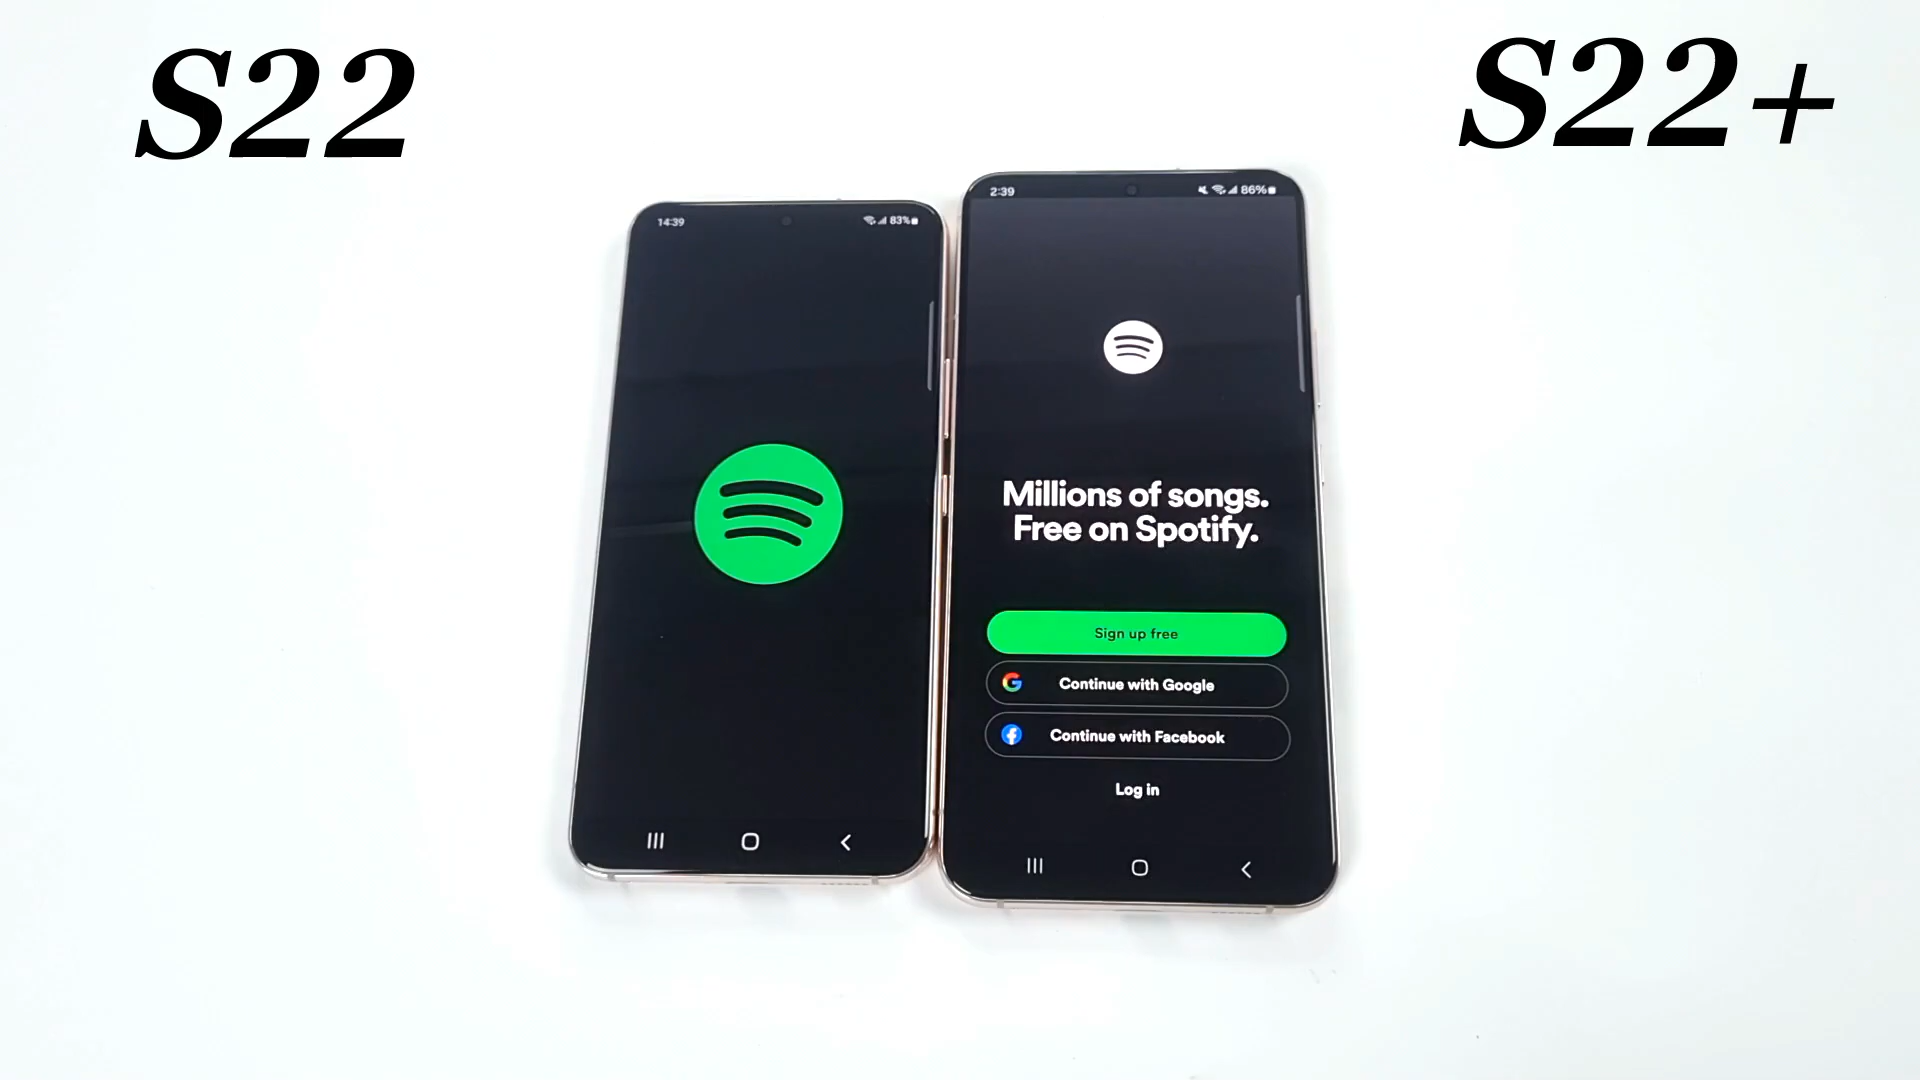 S22
S22+
14:39
83%
2:39
86%
Millions of songs.
Free on Spotify.
Sign up free
Continue with Google
Continue with Facebook
Log in